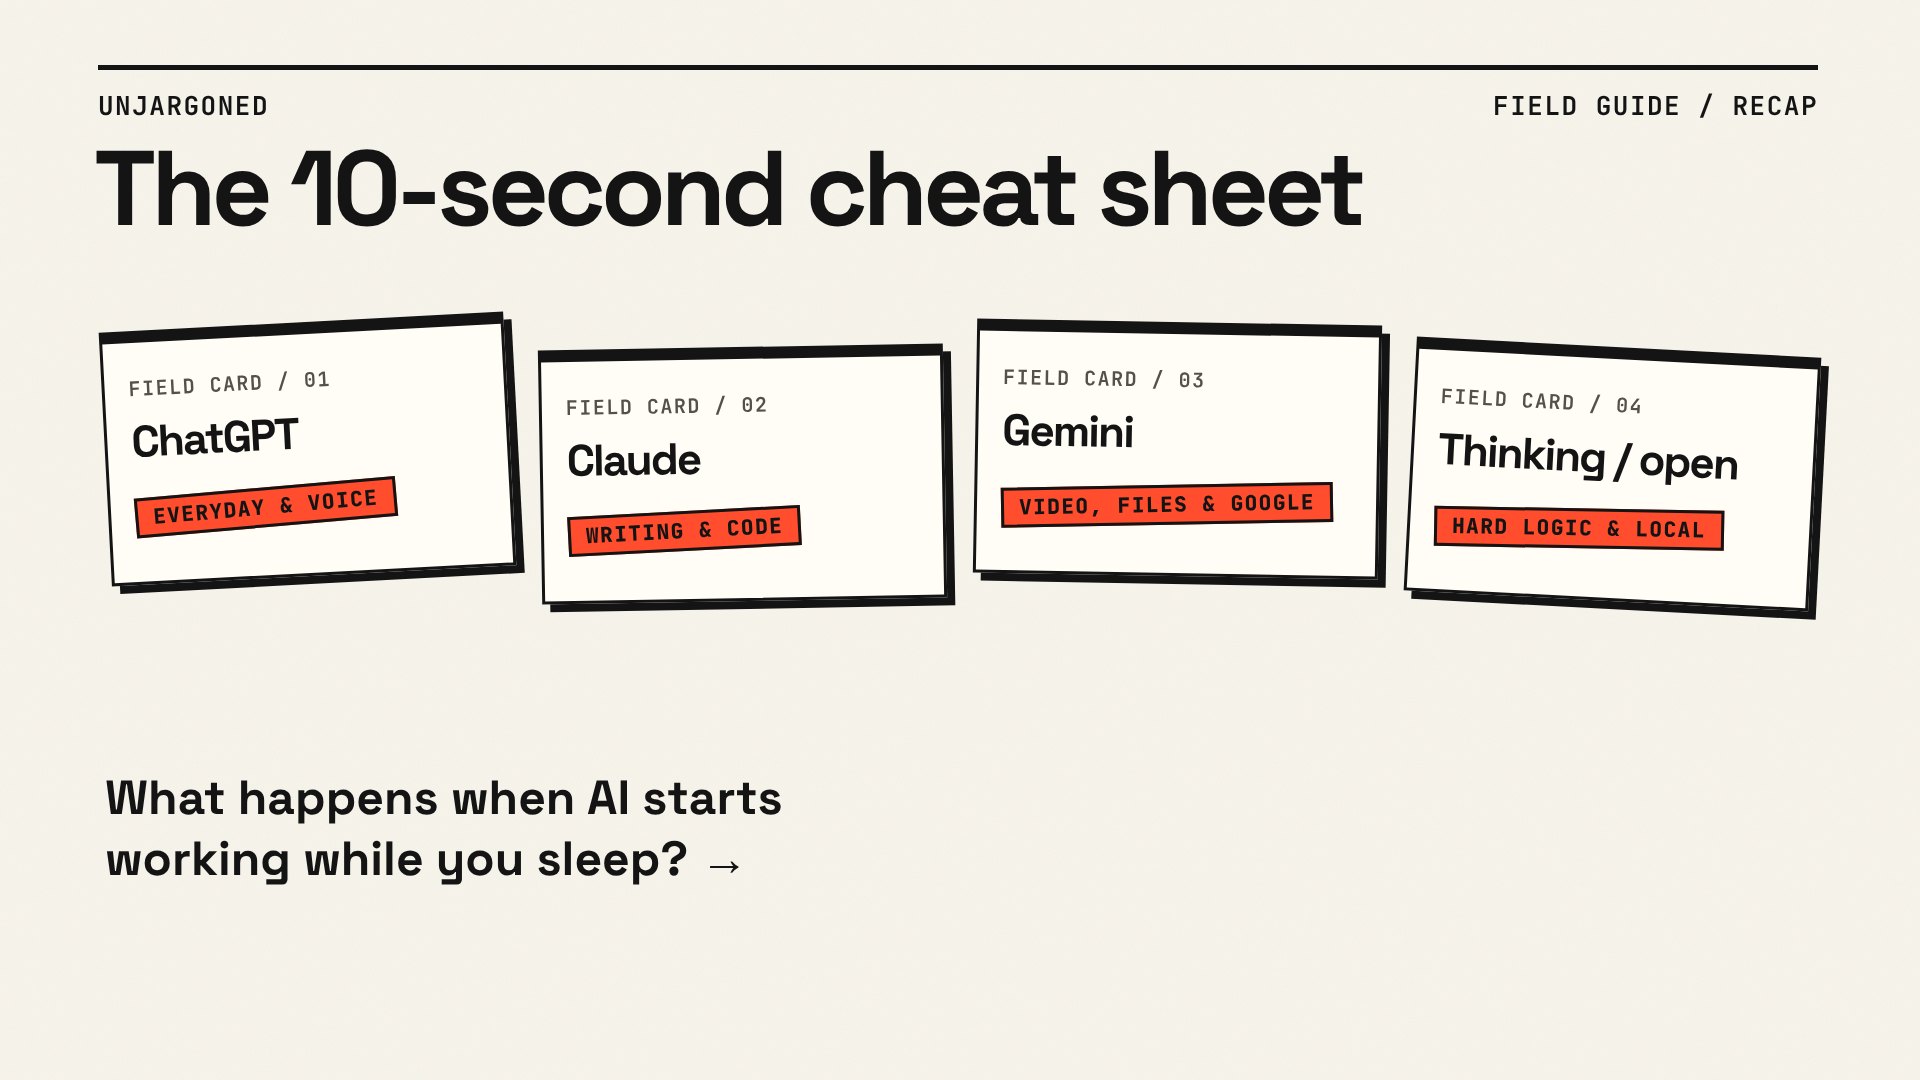 UNJARGONED
FIELD GUIDE / RECAP
The 10-second cheat sheet
FIELD CARD / 01
ChatGPT
EVERYDAY & VOICE
FIELD CARD / 02
Claude
WRITING & CODE
FIELD CARD / 03
Gemini
VIDEO, FILES & GOOGLE
FIELD CARD / 04
Thinking / open
HARD LOGIC & LOCAL
What happens when AI starts
working while you sleep? →